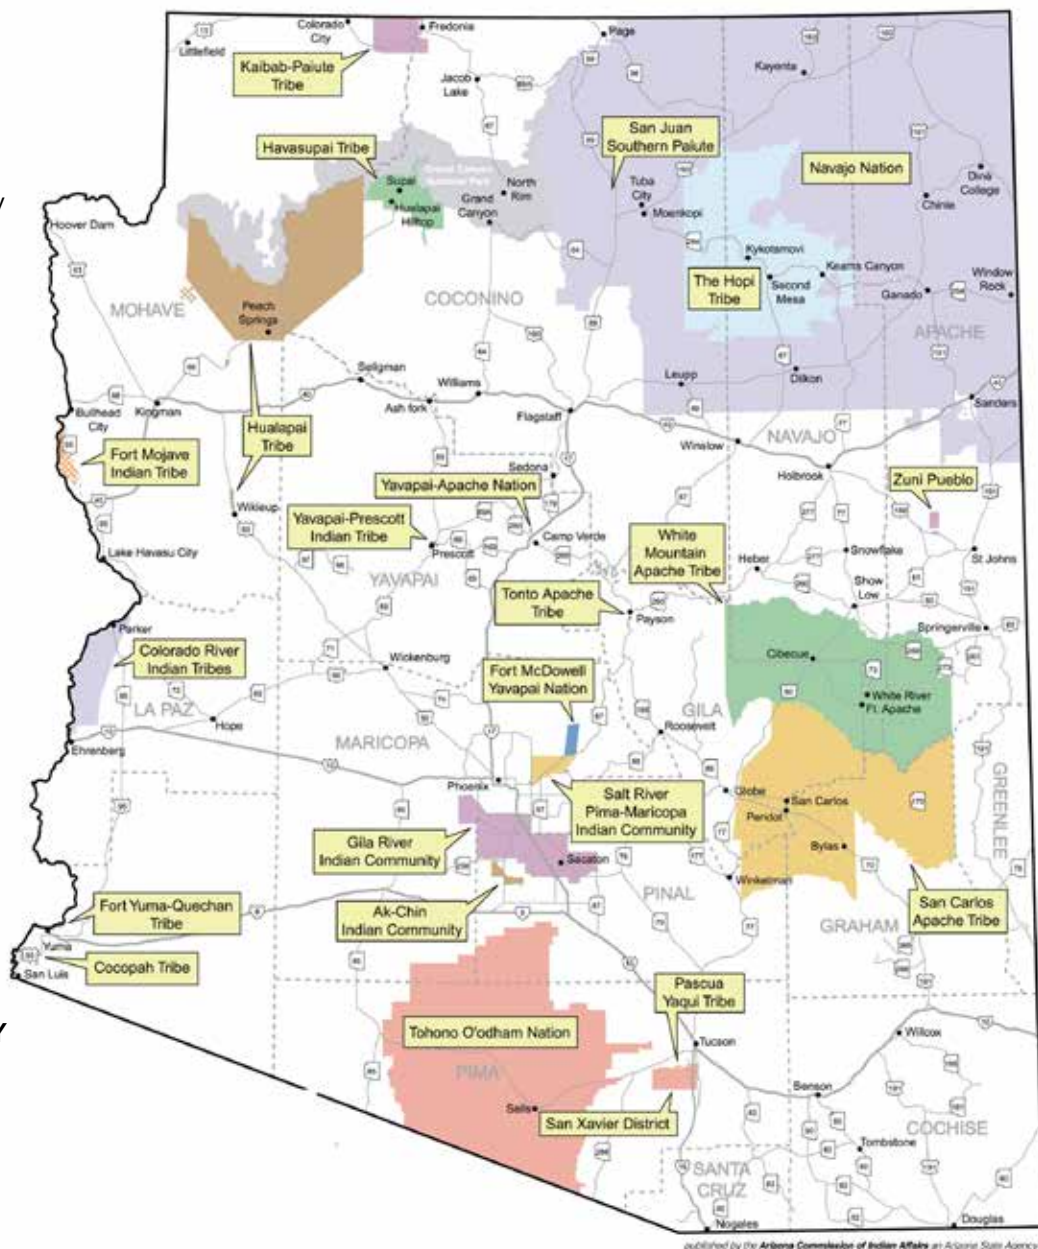 Colorado
City
Fredonia
Page
Littlefield
Kaibab-Paiute
Tribe
Jacob
Lake
Kayenta
San Juan
Southern Paiute
Havasupai Tribe
Navajo Nation
Supai
Hualapai
Hilltop
North
Rim
Grand
Canyon
Tuba
City
Moenkopi
Diné
College
Chinle
Hoover Dam
Kykotsmovi
Keams Canyon
The Hopi
Tribe
Second
Mesa
Window
Rock
Ganado
MOHAVE
Peach
Springs
COCONINO
APACHE
Seligman
Williams
Leupp
Dilkon
Sanders
Bullhead
City
Kingman
Ash fork
Flagstaff
Winslow
NAVAJO
Hualapai
Tribe
Fort Mojave
Indian Tribe
Sedona
Holbrook
Zuni Pueblo
Yavapai-Apache Nation
Wikieup
Yavapai-Prescott
Indian Tribe
Prescott
Camp Verde
White
Mountain
Apache Tribe
Snowflake
St Johns
Lake Havasu City
Heber
YAVAPAI
Tonto Apache
Tribe
Show
Low
Payson
Springerville
Parker
Colorado River
Indian Tribes
Wickenburg
Cibecue
Fort McDowell
Yavapai Nation
White River
Ft. Apache
LA PAZ
Hope
GILA
Roosevelt
MARICOPA
Ehrenberg
GREENLEE
Phoenix
Globe
San Carlos
Peridot
Salt River
Pima-Maricopa
Indian Community
Gila River
Indian Community
Sacaton
Bylas
Winkelman
PINAL
Ak-Chin
Indian Community
San Carlos
Apache Tribe
Fort Yuma-Quechan
Tribe
GRAHAM
Yuma
Cocopah Tribe
San Luis
Pascua
Yaqui Tribe
Tohono O'odham Nation
Tucson
Willcox
PIMA
Benson
Sells
San Xavier District
COCHISE
Tombstone
SANTA
CRUZ
Nogales
Douglas
published by the Arizona Commission of Indian Affairs an Arizona State Agency